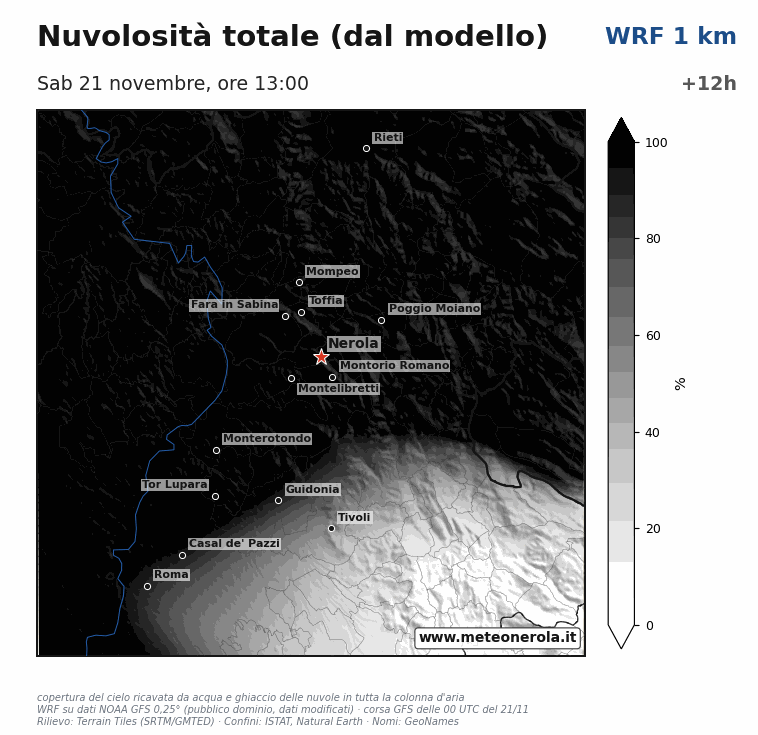 Nuvolosità totale (dal modello)
WRF 1 km
Sab 21 novembre, ore 13:00
+12h
Rieti
Mompeo
Toffia
Fara in Sabina
Poggio Moiano
Nerola
Montorio Romano
Montelibretti
Monterotondo
Tor Lupara
Guidonia
Tivoli
Casal de' Pazzi
Roma
www.meteonerola.it
100
80
60
40
20
0
%
copertura del cielo ricavata da acqua e ghiaccio delle nuvole in tutta la colonna d'aria
WRF su dati NOAA GFS 0,25° (pubblico dominio, dati modificati) · corsa GFS delle 00 UTC del 21/11
Rilievo: Terrain Tiles (SRTM/GMTED) · Confini: ISTAT, Natural Earth · Nomi: GeoNames